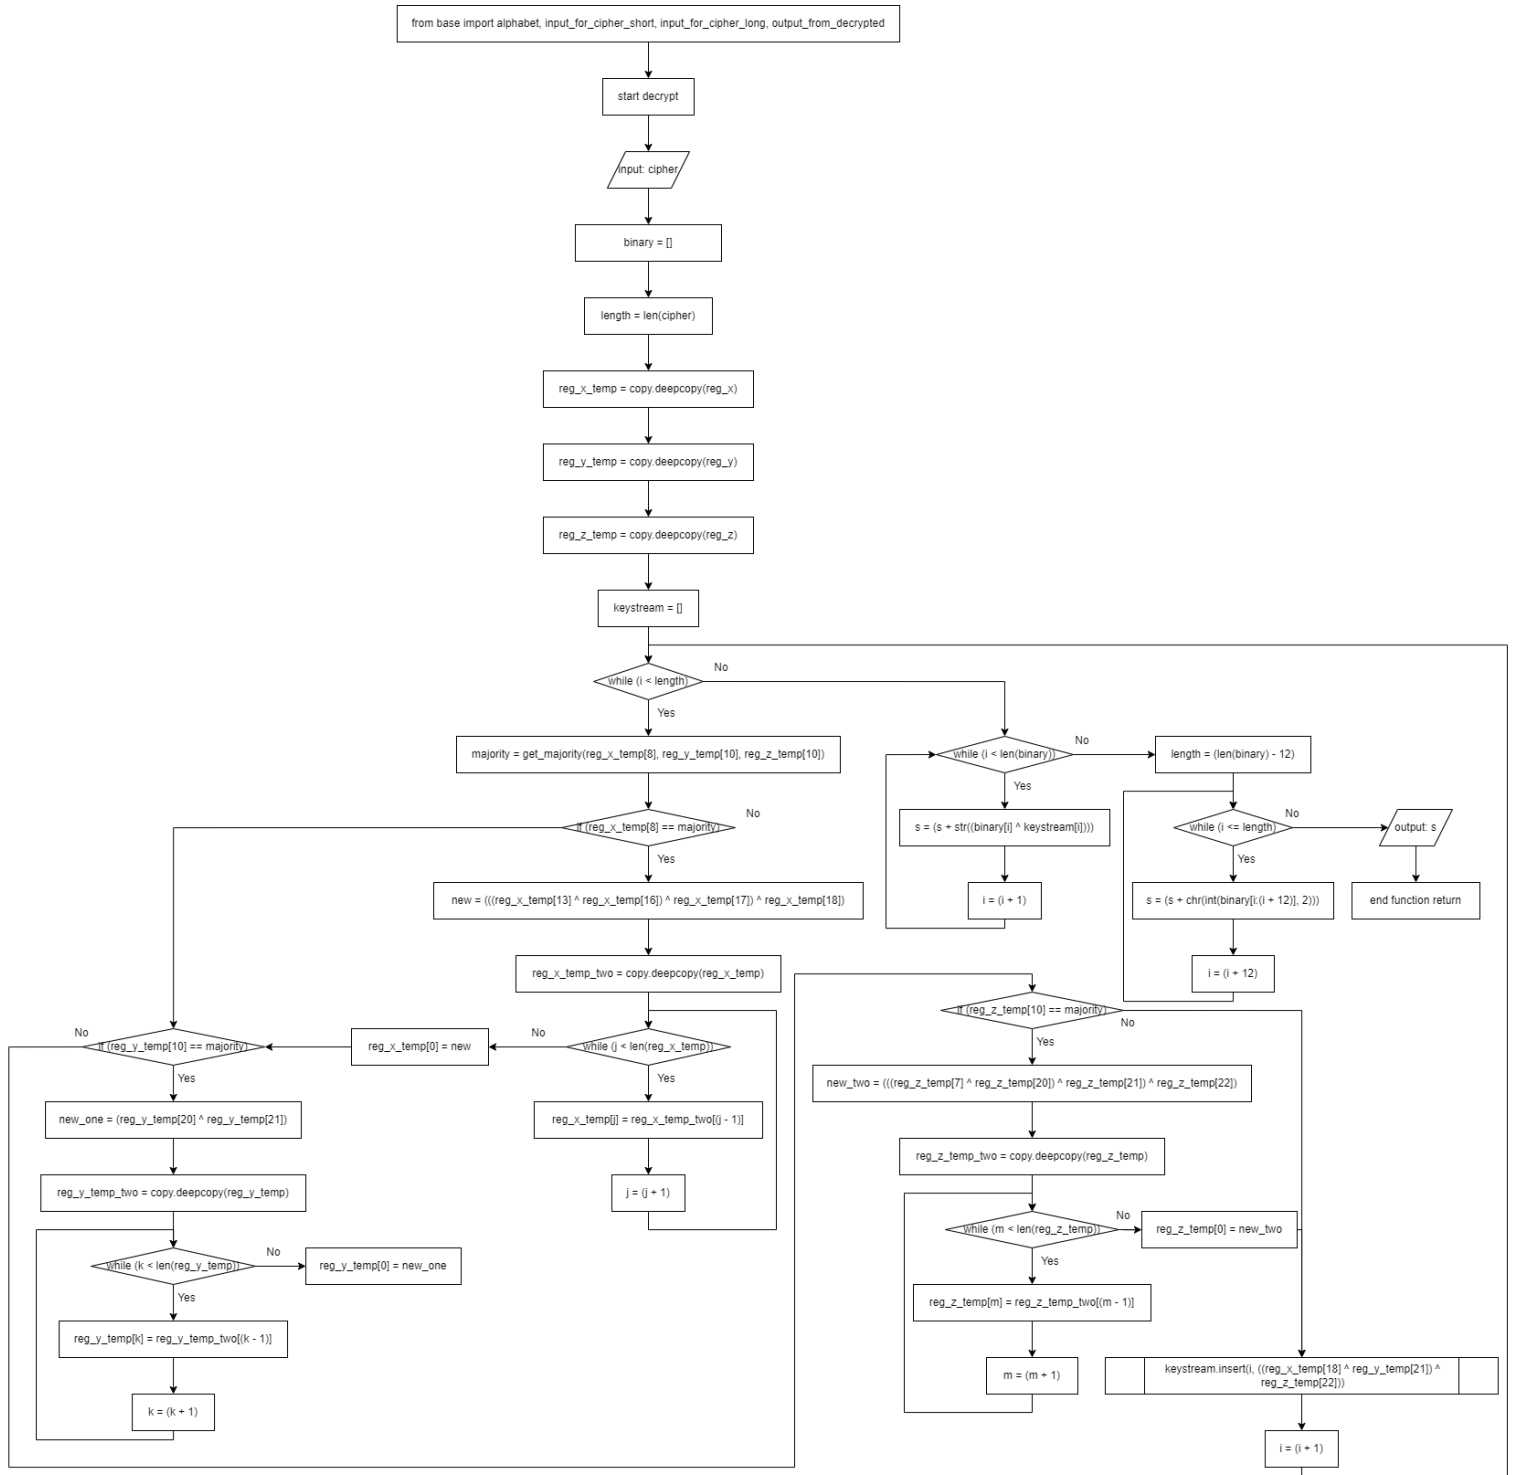 from base import alphabet, input_for_cipher_short, input_for_cipher_long, output_from_decrypted
start decrypt
input: cipher
binary = []
length = len(cipher)
reg_x_temp = copy.deepcopy(reg_x)
reg_y_temp = copy.deepcopy(reg_y)
reg_z_temp = copy.deepcopy(reg_z)
keystream = []
while (i < length)
No
Yes
majority = get_majority(reg_x_temp[8], reg_y_temp[10], reg_z_temp[10])
if (reg_x_temp[8] == majority)
No
Yes
new = (((reg_x_temp[13] ^ reg_x_temp[16]) ^ reg_x_temp[17]) ^ reg_x_temp[18])
reg_x_temp_two = copy.deepcopy(reg_x_temp)
while (j < len(reg_x_temp))
No
Yes
reg_x_temp[0] = new
reg_x_temp[j] = reg_x_temp_two[(j - 1)]
j = (j + 1)
if (reg_y_temp[10] == majority)
No
Yes
new_one = (reg_y_temp[20] ^ reg_y_temp[21])
reg_y_temp_two = copy.deepcopy(reg_y_temp)
while (k < len(reg_y_temp))
No
Yes
reg_y_temp[0] = new_one
reg_y_temp[k] = reg_y_temp_two[(k - 1)]
k = (k + 1)
while (i < len(binary))
No
Yes
s = (s + str((binary[i] ^ keystream[i])))
i = (i + 1)
length = (len(binary) - 12)
while (i <= length)
No
Yes
output: s
s = (s + chr(int(binary[i:(i + 12)], 2)))
end function return
i = (i + 12)
if (reg_z_temp[10] == majority)
No
Yes
new_two = (((reg_z_temp[7] ^ reg_z_temp[20]) ^ reg_z_temp[21]) ^ reg_z_temp[22])
reg_z_temp_two = copy.deepcopy(reg_z_temp)
while (m < len(reg_z_temp))
No
Yes
reg_z_temp[0] = new_two
reg_z_temp[m] = reg_z_temp_two[(m - 1)]
m = (m + 1)
keystream.insert(i, ((reg_x_temp[18] ^ reg_y_temp[21]) ^
reg_z_temp[22]))
i = (i + 1)